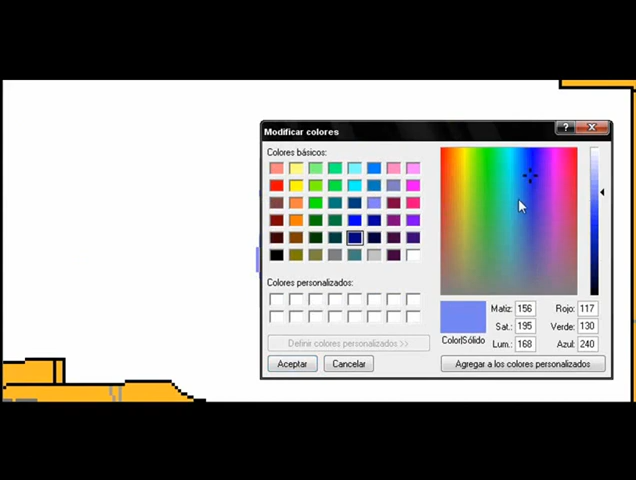 Modificar colores
Colores básicos:
Colores personalizados:
Definir colores personalizados >>
Aceptar
Cancelar
Color|Sólido
Matiz: 156
Sat.: 195
Lum.: 168
Rojo: 117
Verde: 130
Azul: 240
Agregar a los colores personalizados